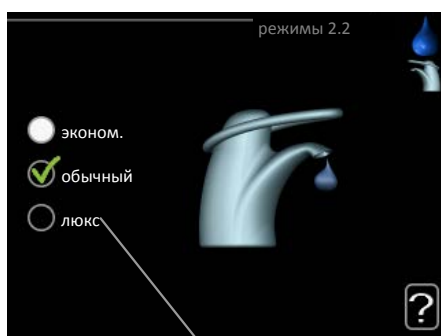 режимы 2.2
эконом.
обычный
люкс
?